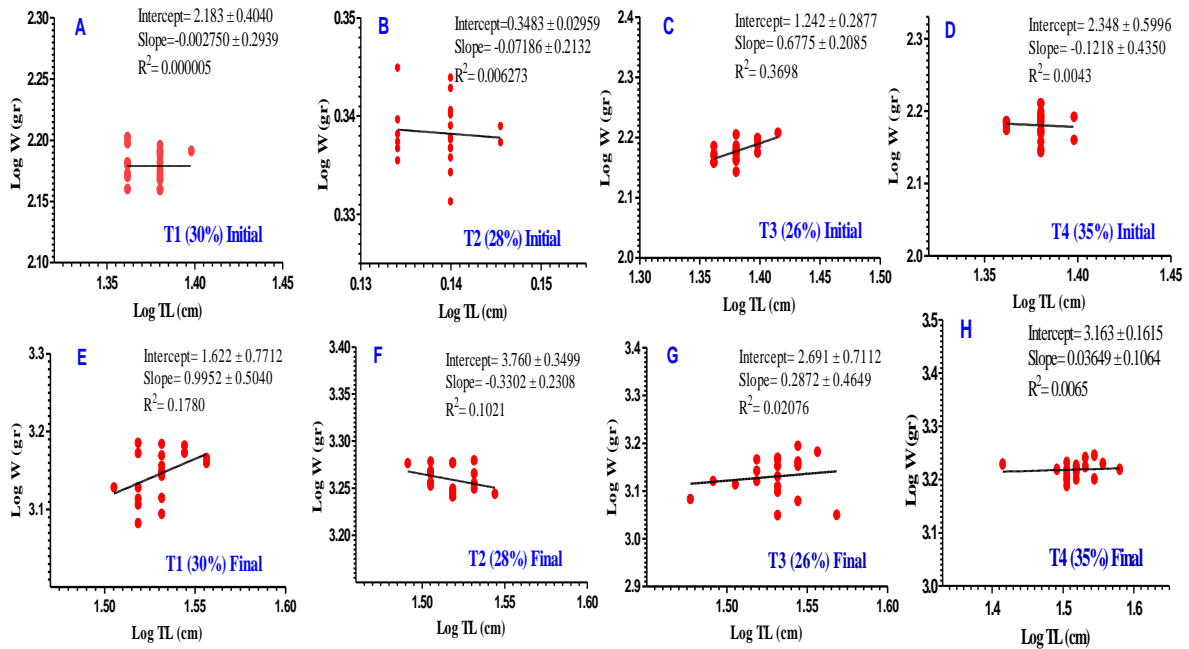 A
Intercept= 2.183 ± 0.4040
Slope=-0.002750 ± 0.2939
R²= 0.000005
2.30
2.25
2.20
2.15
2.10
Log W (gr)
T1 (30%) Initial
1.35
1.40
1.45
Log TL (cm)
B
Intercept=0.3483 ± 0.02959
Slope=-0.07186 ± 0.2132
R²= 0.006273
0.35
0.34
0.33
Log W (gr)
T2 (28%) Initial
0.13
0.14
0.15
Log TL (cm)
C
Intercept= 1.242 ± 0.2877
Slope= 0.6775 ± 0.2085
R²= 0.3698
2.4
2.3
2.2
2.1
2.0
Log W (gr)
T3 (26%) Initial
1.30
1.35
1.40
1.45
1.50
Log TL (cm)
D
Intercept= 2.348 ± 0.5996
Slope= -0.1218 ± 0.4350
R²= 0.0043
2.3
2.2
2.1
2.0
Log W (gr)
T4 (35%) Initial
1.35
1.40
1.45
Log TL (cm)
E
Intercept= 1.622 ± 0.7712
Slope= 0.9952 ± 0.5040
R²= 0.1780
3.3
3.2
3.1
Log W (gr)
T1 (30%) Final
1.50
1.55
1.60
Log TL (cm)
F
Intercept= 3.760 ± 0.3499
Slope= -0.3302 ± 0.2308
R²= 0.1021
3.40
3.35
3.30
3.25
3.20
Log W (gr)
T2 (28%) Final
1.50
1.55
1.60
Log TL (cm)
G
Intercept= 2.691 ± 0.7112
Slope= 0.2872 ± 0.4649
R²= 0.02076
3.4
3.3
3.2
3.1
3.0
2.9
Log W (gr)
T3 (26%) Final
1.50
1.55
1.60
Log TL (cm)
H
Intercept= 3.163 ± 0.1615
Slope= 0.03649 ± 0.1064
R²= 0.0065
3.5
3.4
3.3
3.2
3.1
3.0
Log W (gr)
T4 (35%) Final
1.4
1.5
1.6
Log TL (cm)